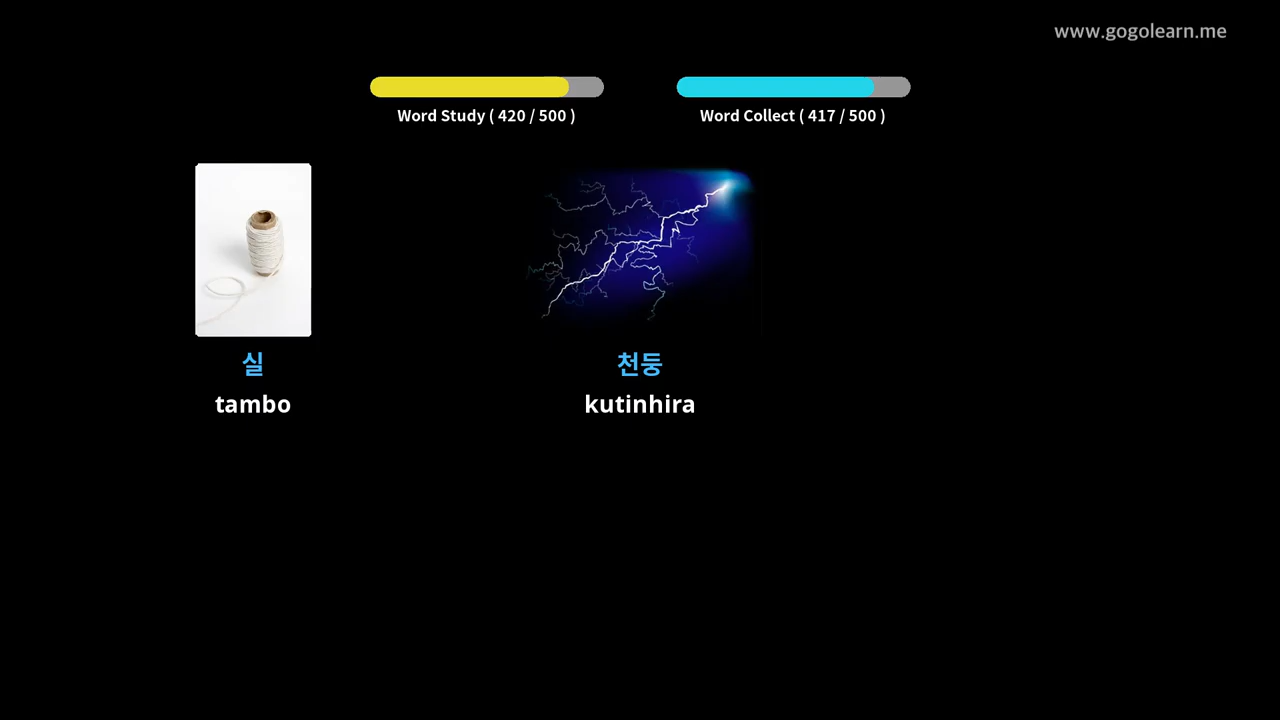 www.gogolearn.me
Word Study ( 420 / 500 )
Word Collect ( 417 / 500 )
실
tambo
천둥
kutinhira